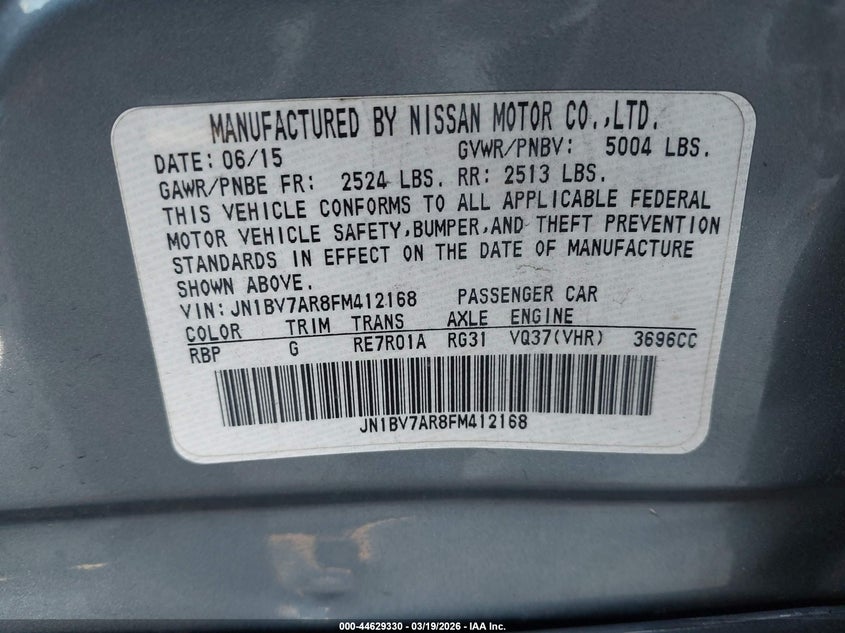 MANUFACTURED BY NISSAN MOTOR CO.,LTD.
DATE: 06/15 GVWR/PNBV: 5004 LBS.
GAWR/PNBE FR: 2524 LBS. RR: 2513 LBS.
THIS VEHICLE CONFORMS TO ALL APPLICABLE FEDERAL
MOTOR VEHICLE SAFETY,BUMPER,AND THEFT PREVENTION
STANDARDS IN EFFECT ON THE DATE OF MANUFACTURE
SHOWN ABOVE.
VIN:JN1BV7AR8FM412168 PASSENGER CAR
COLOR TRIM TRANS AXLE ENGINE
RBP G RE7R01A RG31 VQ37(VHR) 3696CC
JN1BV7AR8FM412168
000-44629330 — 03/19/2026 — IAA Inc.